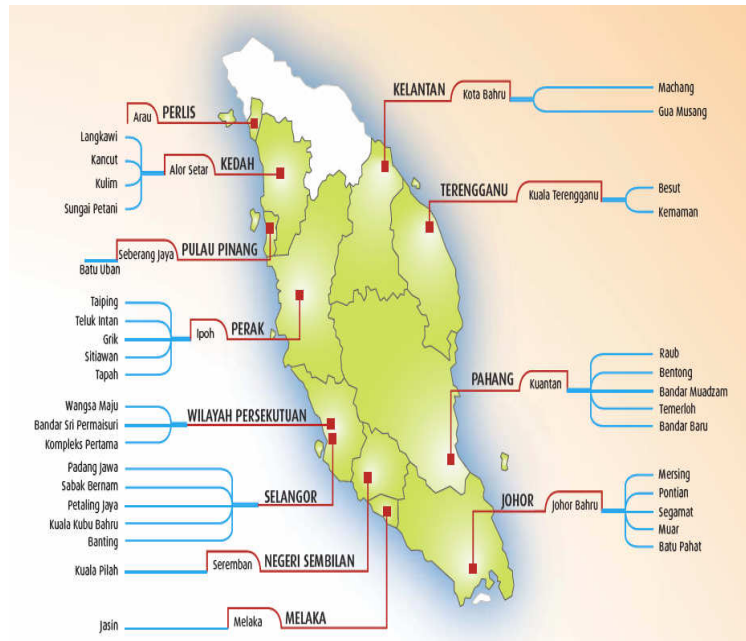 KELANTAN
Kota Bahru
Machang
Gua Musang
Arau
PERLIS
Langkawi
Kancut
Kulim
Sungai Petani
Alor Setar
KEDAH
TERENGGANU
Kuala Terengganu
Besut
Kemaman
Batu Uban
Seberang Jaya
PULAU PINANG
Taiping
Teluk Intan
Grik
Sitiawan
Tapah
Ipoh
PERAK
PAHANG
Kuantan
Raub
Bentong
Bandar Muadzam
Temerloh
Bandar Baru
Wangsa Maju
Bandar Sri Permaisuri
Kompleks Pertama
WILAYAH PERSEKUTUAN
Padang Jawa
Sabak Bernam
Petaling Jaya
Kuala Kubu Bahru
Banting
SELANGOR
JOHOR
Johor Bahru
Mersing
Pontian
Segamat
Muar
Batu Pahat
Kuala Pilah
Seremban
NEGERI SEMBILAN
Jasin
Melaka
MELAKA